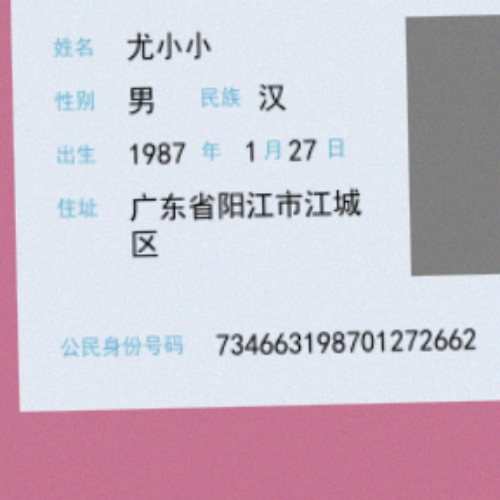 姓名 尤小小
性别 男 民族 汉
出生 1987 年 1 月 27 日
住址 广东省阳江市江城
区
公民身份号码 734663198701272662